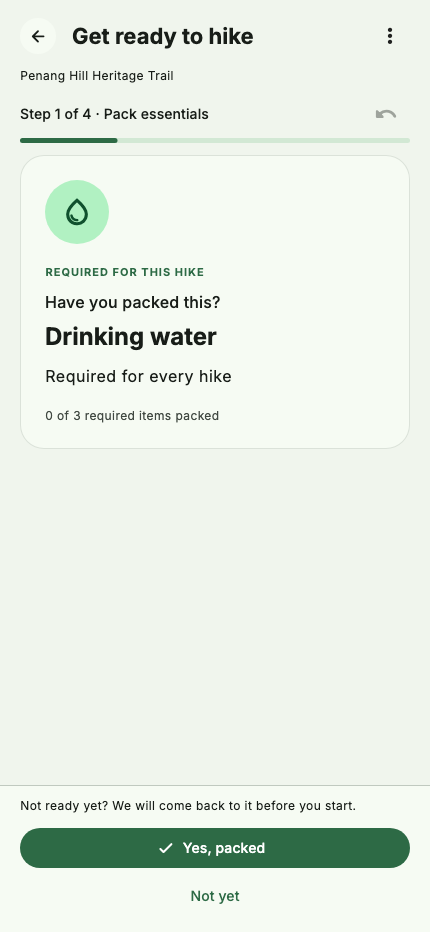 Get ready to hike
Penang Hill Heritage Trail
Step 1 of 4 · Pack essentials
REQUIRED FOR THIS HIKE
Have you packed this?
Drinking water
Required for every hike
0 of 3 required items packed
Not ready yet? We will come back to it before you start.
Yes, packed
Not yet